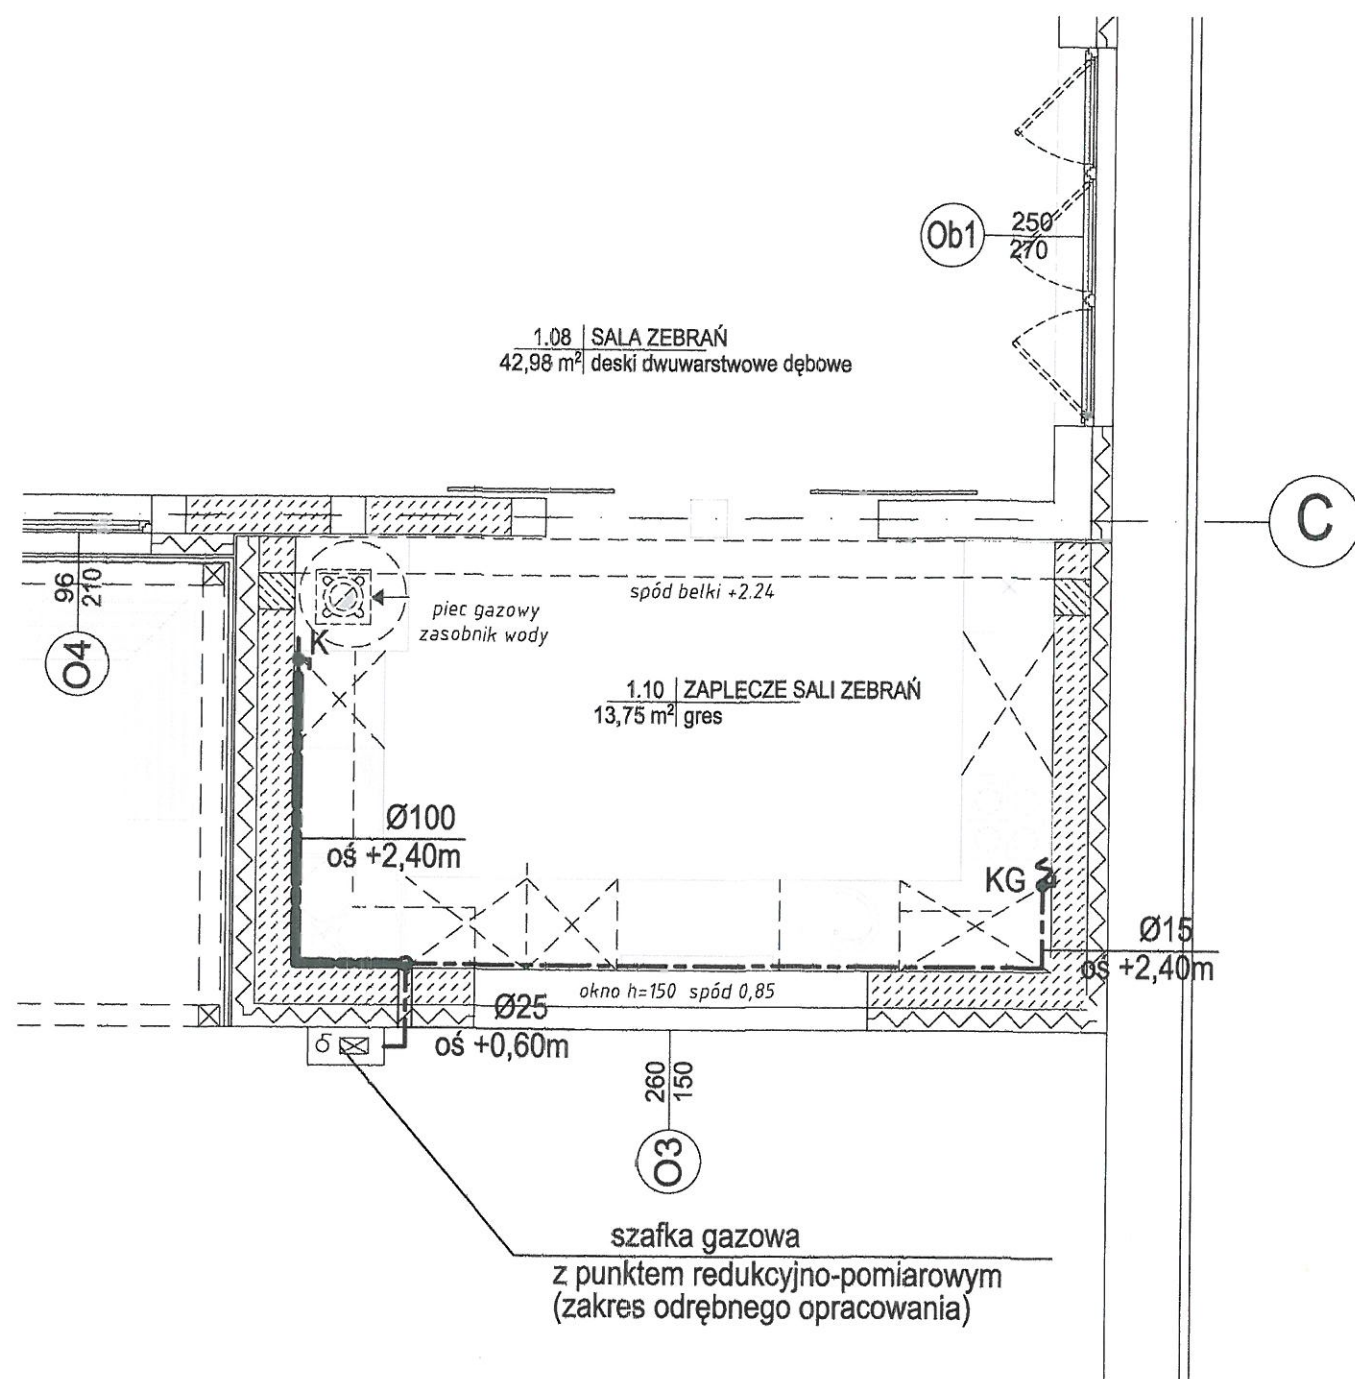 Ob1
250
270
1.08 SALA ZEBRAŃ
42,98 m² deski dwuwarstwowe dębowe
C
96
210
O4
spód belki +2.24
piec gazowy
zasobnik wody
K
1.10 ZAPLECZE SALI ZEBRAŃ
13,75 m² gres
Ø100
oś +2,40m
KG
Ø15
oś +2,40m
okno h=150 spód 0,85
Ø25
oś +0,60m
260
150
O3
szafka gazowa
z punktem redukcyjno-pomiarowym
(zakres odrębnego opracowania)